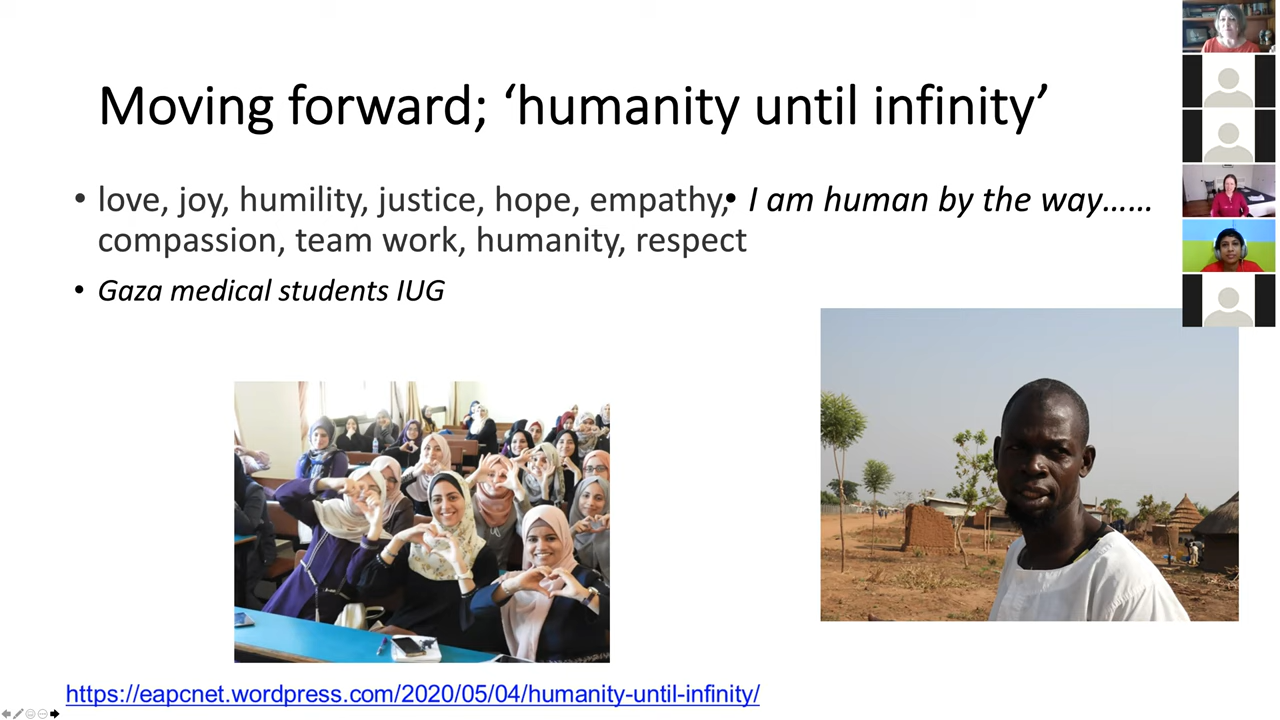 Moving forward; ‘humanity until infinity’
• love, joy, humility, justice, hope, empathy,
compassion, team work, humanity, respect
• Gaza medical students IUG
• I am human by the way……
https://eapcnet.wordpress.com/2020/05/04/humanity-until-infinity/